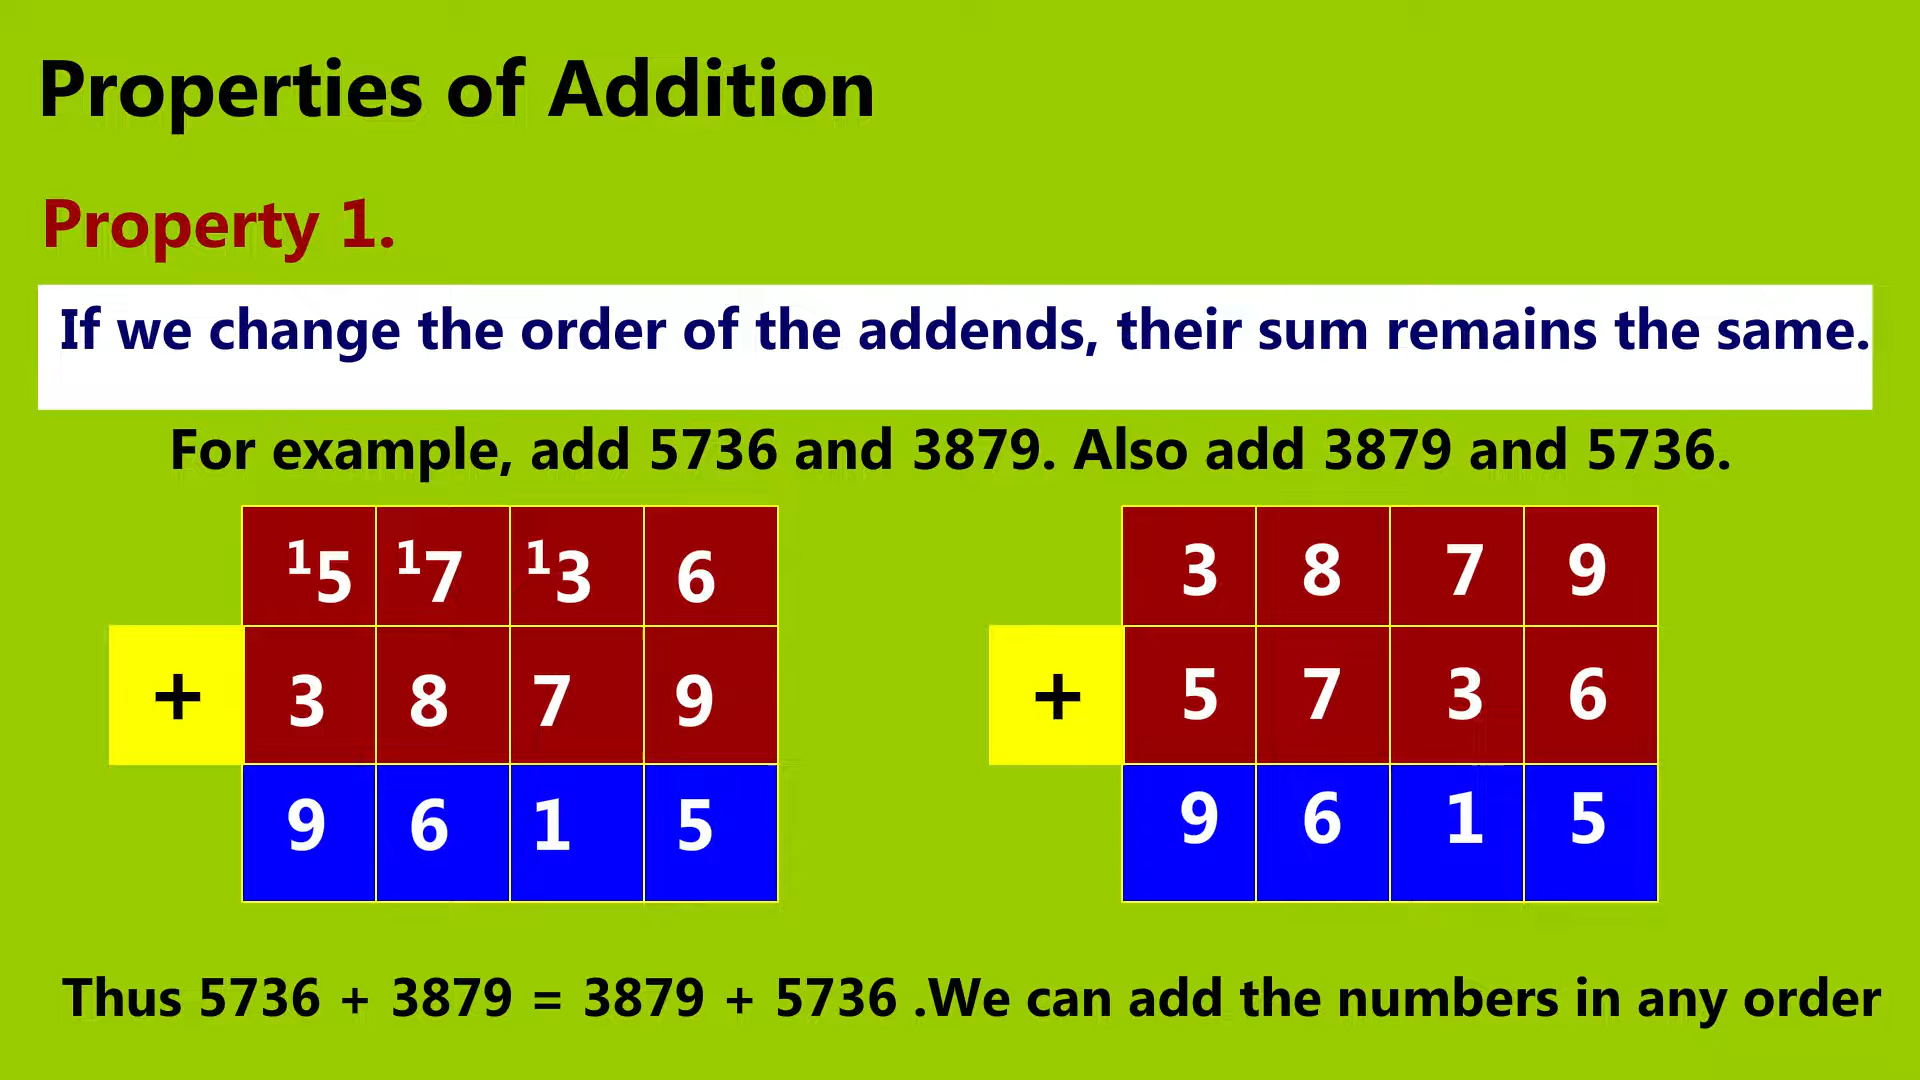 Properties of Addition
Property 1.
If we change the order of the addends, their sum remains the same.
For example, add 5736 and 3879. Also add 3879 and 5736.
¹5 ¹7 ¹3 6
+ 3 8 7 9
9 6 1 5
3 8 7 9
+ 5 7 3 6
9 6 1 5
Thus 5736 + 3879 = 3879 + 5736 .We can add the numbers in any order